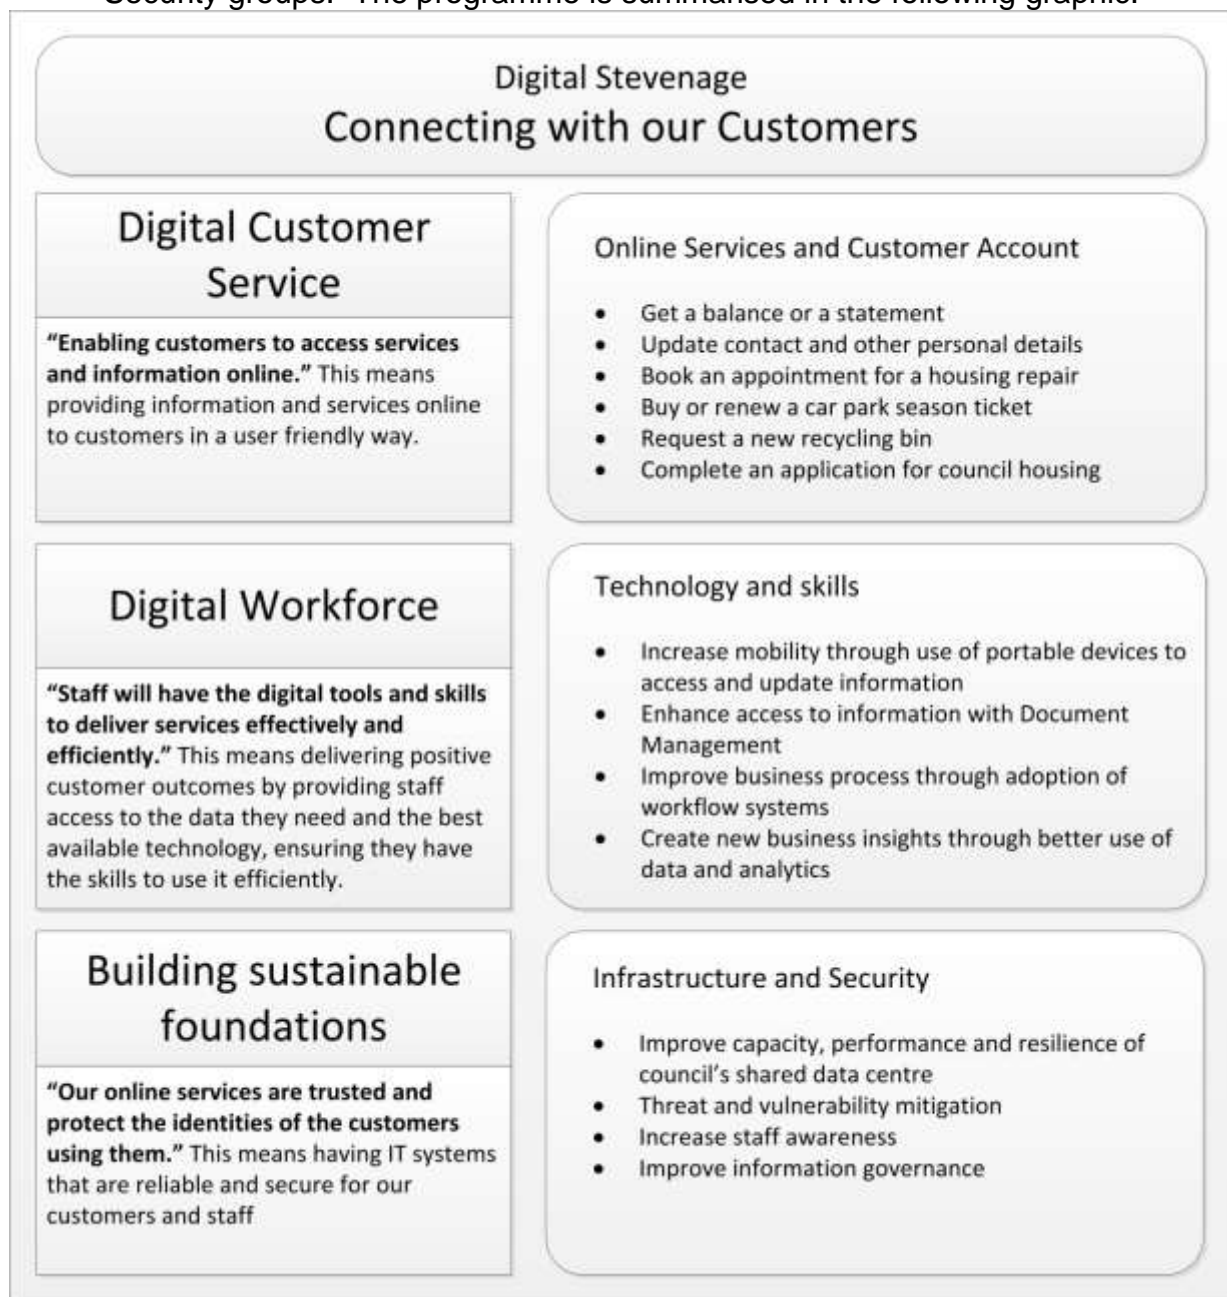 Security groups. The programme is summarised in the following graphic.
Digital Stevenage
Connecting with our Customers
Digital Customer
Service
“Enabling customers to access services
and information online.” This means
providing information and services online
to customers in a user friendly way.
Online Services and Customer Account
• Get a balance or a statement
• Update contact and other personal details
• Book an appointment for a housing repair
• Buy or renew a car park season ticket
• Request a new recycling bin
• Complete an application for council housing
Digital Workforce
“Staff will have the digital tools and skills
to deliver services effectively and
efficiently.” This means delivering positive
customer outcomes by providing staff
access to the data they need and the best
available technology, ensuring they have
the skills to use it efficiently.
Technology and skills
• Increase mobility through use of portable devices to
access and update information
• Enhance access to information with Document
Management
• Improve business process through adoption of
workflow systems
• Create new business insights through better use of
data and analytics
Building sustainable
foundations
“Our online services are trusted and
protect the identities of the customers
using them.” This means having IT systems
that are reliable and secure for our
customers and staff
Infrastructure and Security
• Improve capacity, performance and resilience of
council’s shared data centre
• Threat and vulnerability mitigation
• Increase staff awareness
• Improve information governance